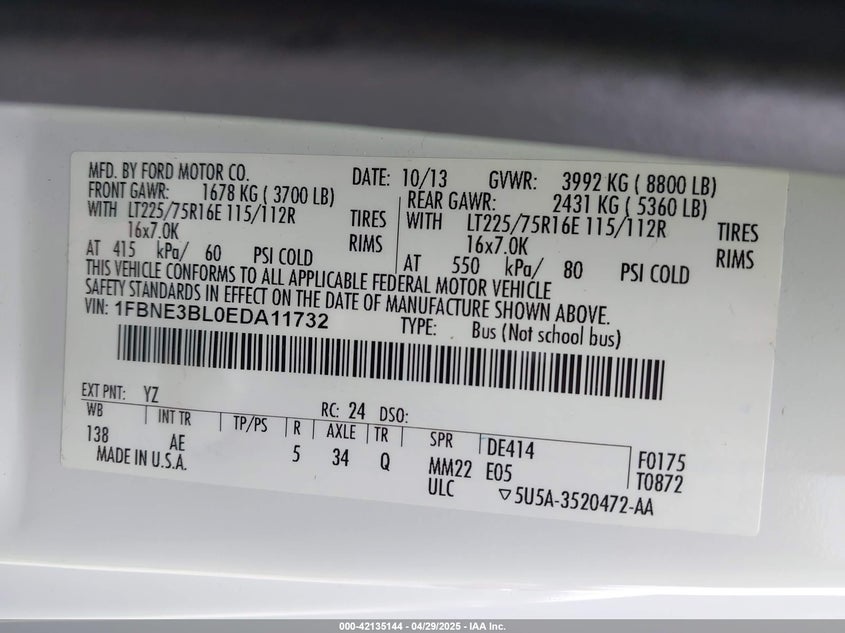 MFD. BY FORD MOTOR CO. DATE: 10/13 GVWR: 3992 KG ( 8800 LB)
FRONT GAWR: 1678 KG ( 3700 LB) REAR GAWR: 2431 KG ( 5360 LB)
WITH LT225/75R16E 115/112R TIRES WITH LT225/75R16E 115/112R TIRES
16x7.0K RIMS 16x7.0K RIMS
AT 415 kPa/ 60 PSI COLD AT 550 kPa/ 80 PSI COLD
THIS VEHICLE CONFORMS TO ALL APPLICABLE FEDERAL MOTOR VEHICLE
SAFETY STANDARDS IN EFFECT ON THE DATE OF MANUFACTURE SHOWN ABOVE.
VIN: 1FBNE3BL0EDA11732 TYPE: Bus (Not school bus)
EXT PNT: YZ RC: 24 DSO:
WB INT TR TP/PS R AXLE TR SPR DE414 F0175
138 AE 5 34 Q MM22 E05 T0872
MADE IN U.S.A. ULC ▽5U5A-3520472-AA
000-42135144 - 04/29/2025 - IAA Inc.